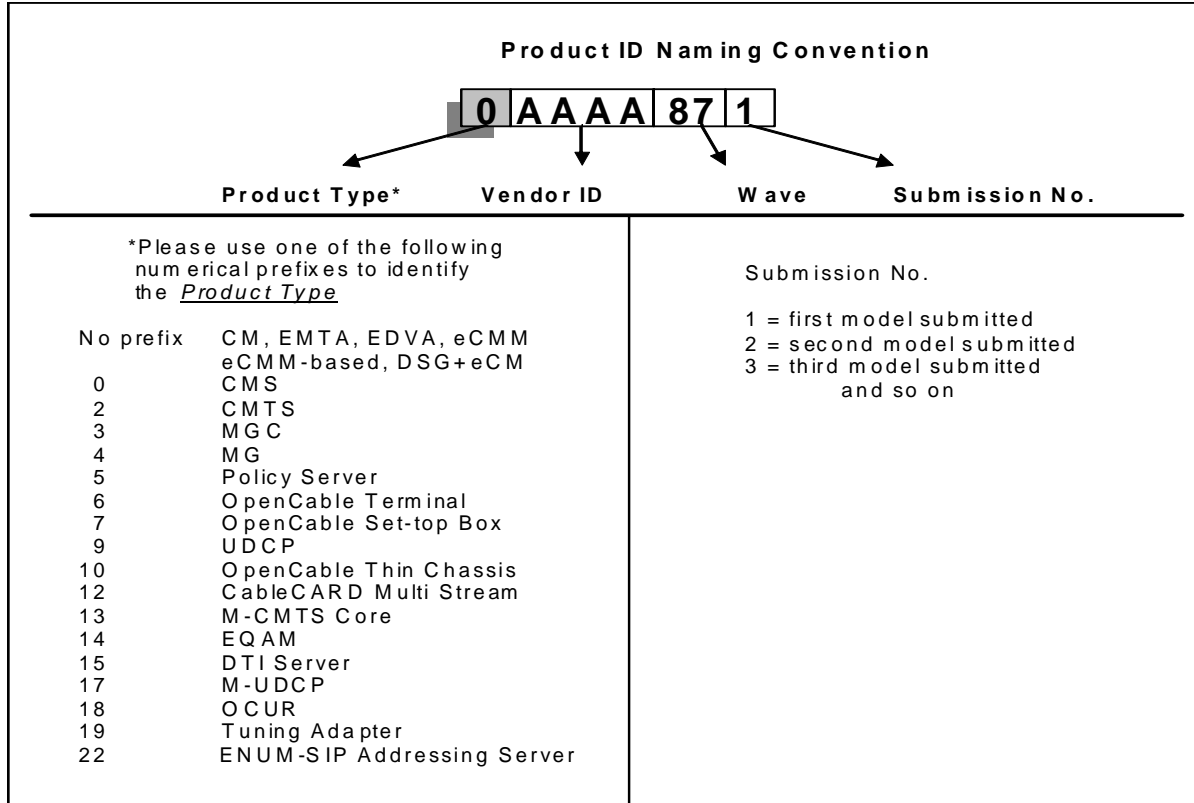 Product ID Naming Convention
0 AAAA 87 1
Product Type* Vendor ID Wave Submission No.
*Please use one of the following
numerical prefixes to identify
the Product Type
No prefix CM, EMTA, EDVA, eCMM
eCMM-based, DSG+eCM
0 CMS
2 CMTS
3 MGC
4 MG
5 Policy Server
6 OpenCable Terminal
7 OpenCable Set-top Box
9 UDCP
10 OpenCable Thin Chassis
12 CableCARD Multi Stream
13 M-CMTS Core
14 EQAM
15 DTI Server
17 M-UDCP
18 OCUR
19 Tuning Adapter
22 ENUM-SIP Addressing Server
Submission No.
1 = first model submitted
2 = second model submitted
3 = third model submitted
and so on